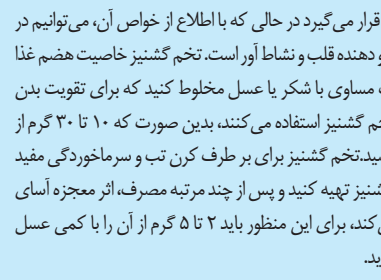 قرار می‌گیرد در حالی که با اطلاع از خواص آن، می‌توانیم در
دهنده قلب و نشاط آور است. تخم گشنیز خاصیت هضم غذا
مساوی با شکر یا عسل مخلوط کنید که برای تقویت بدن
گشنیز استفاده می‌کنند، بدین صورت که ۱۰ تا ۳۰ گرم از
تخم گشنیز برای بر طرف کرن تب و سرماخوردگی مفید
تهیه کنید و پس از چند مرتبه مصرف، اثر معجزه آسای
کند، برای این منظور باید ۲ تا ۵ گرم از آن را با کمی عسل